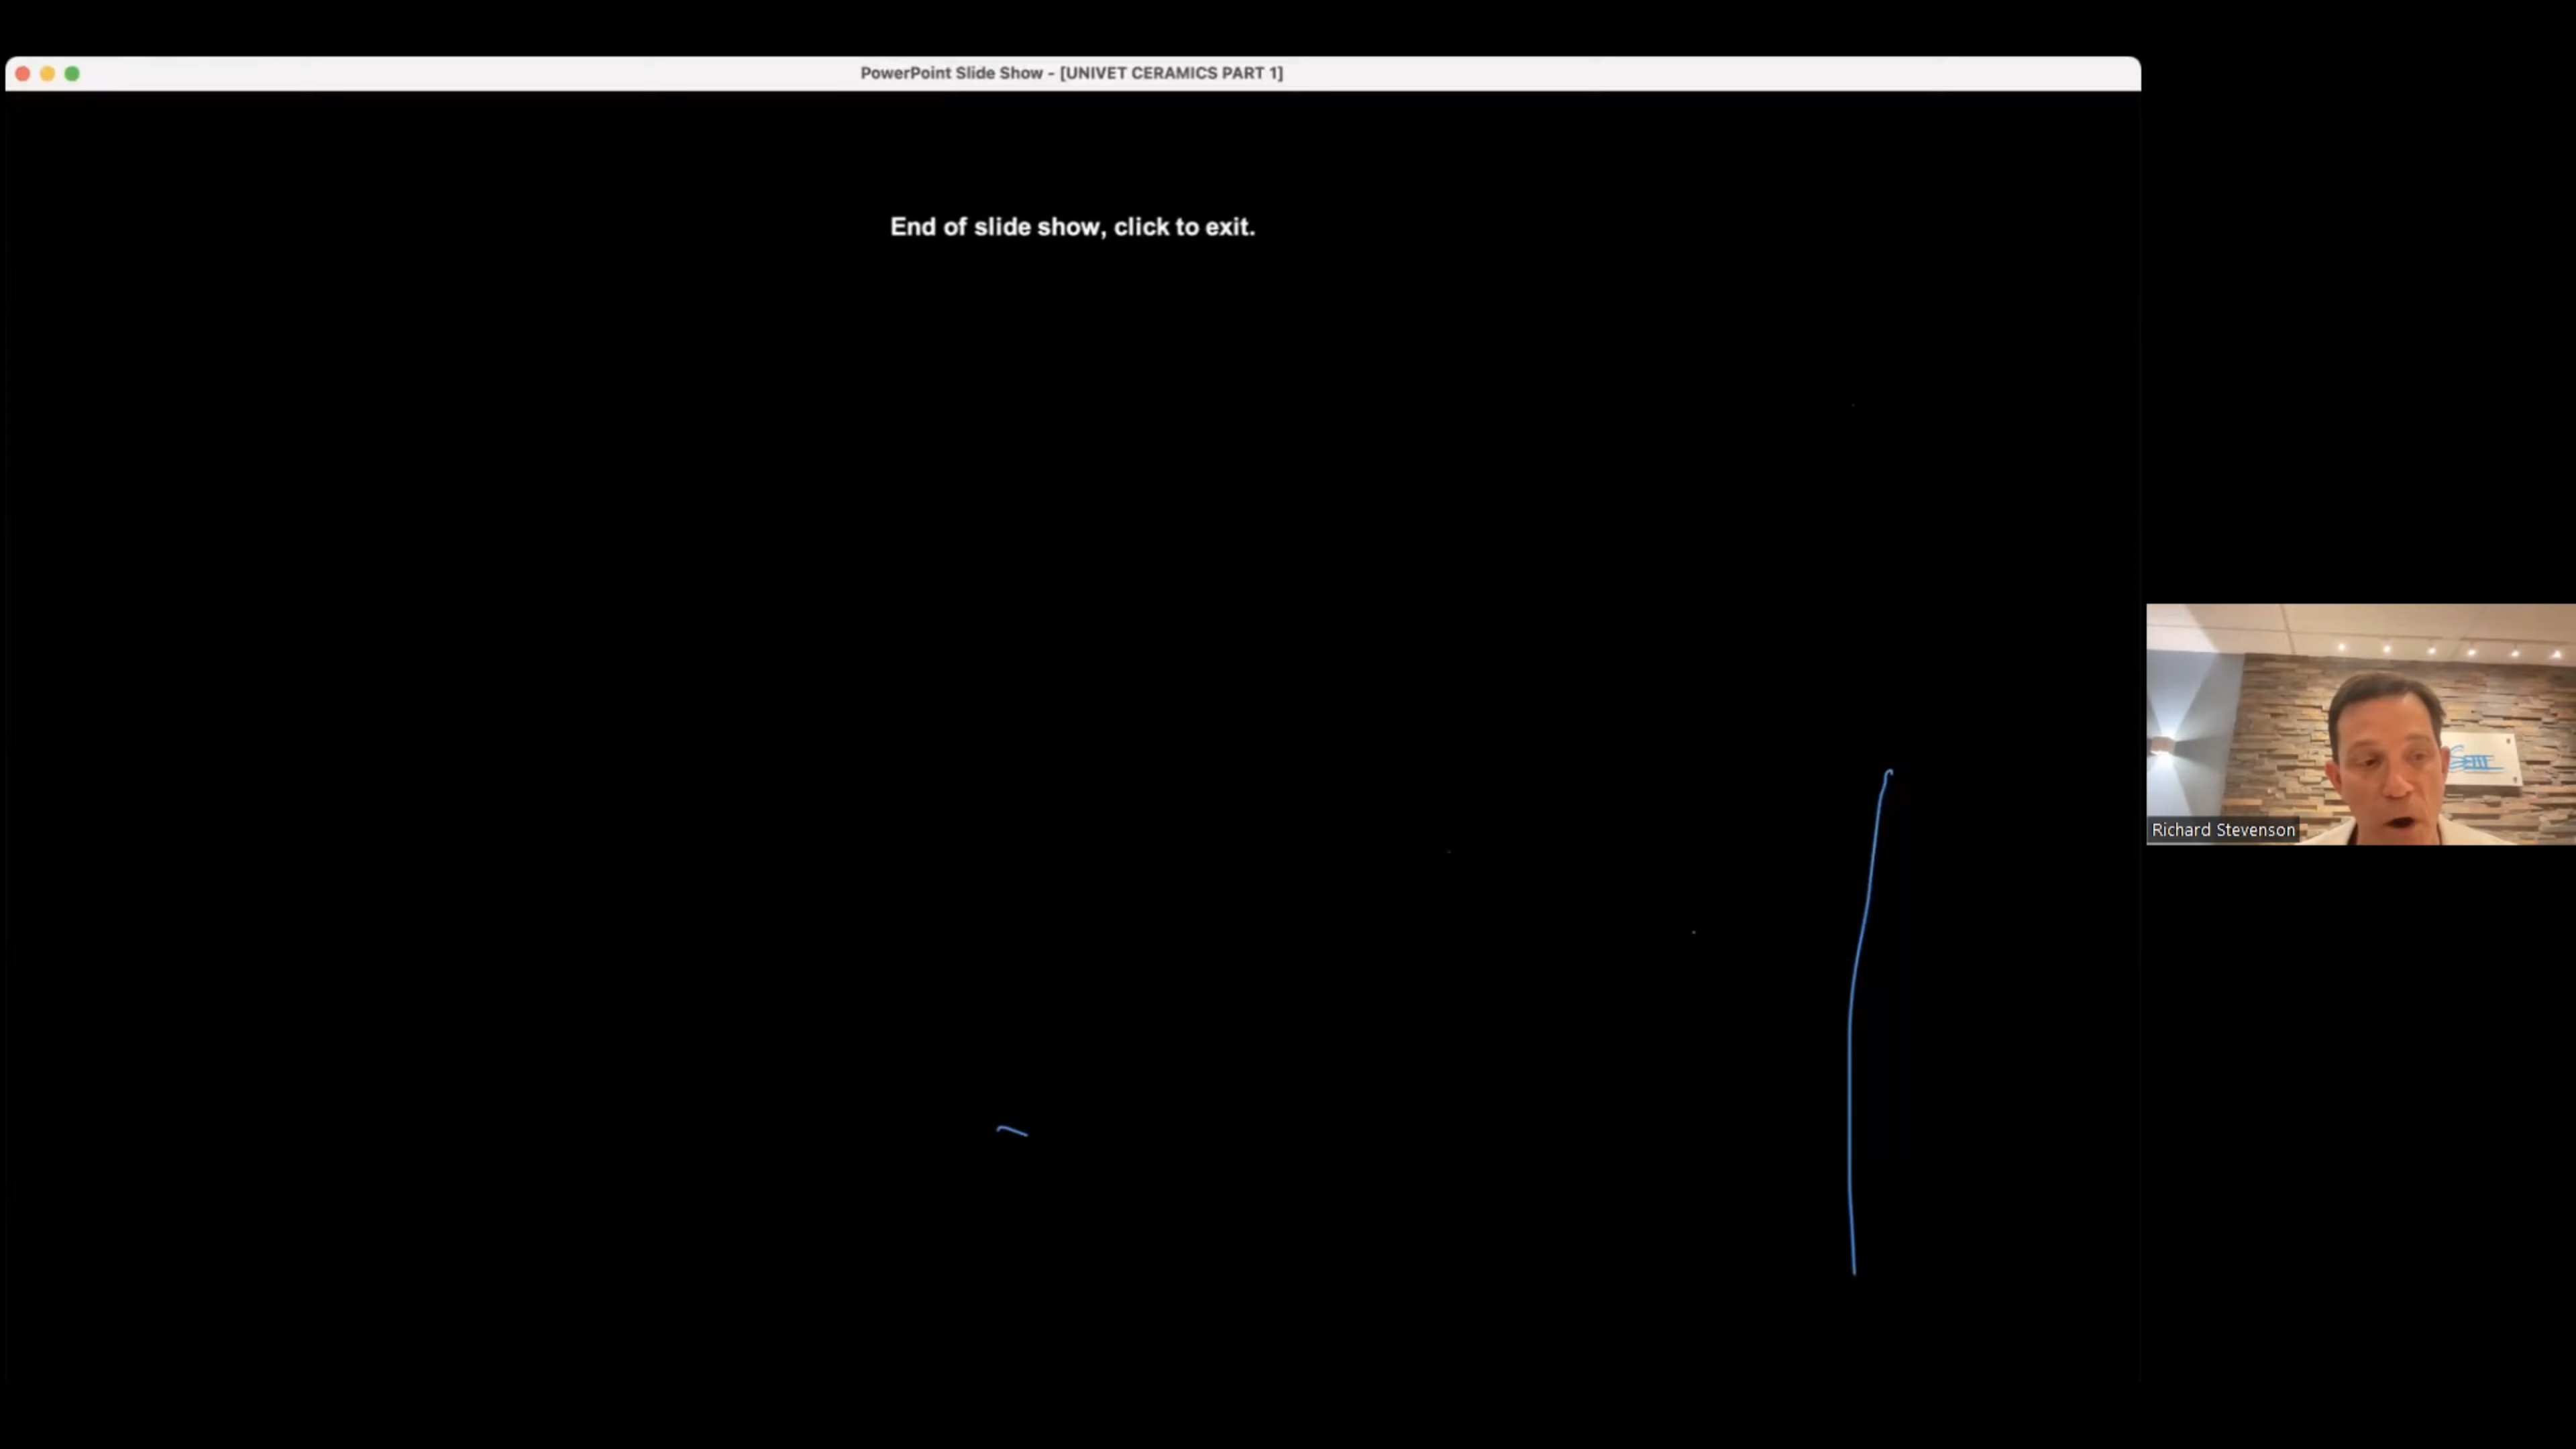 PowerPoint Slide Show - [UNIVET CERAMICS PART 1]
End of slide show, click to exit.
Richard Stevenson